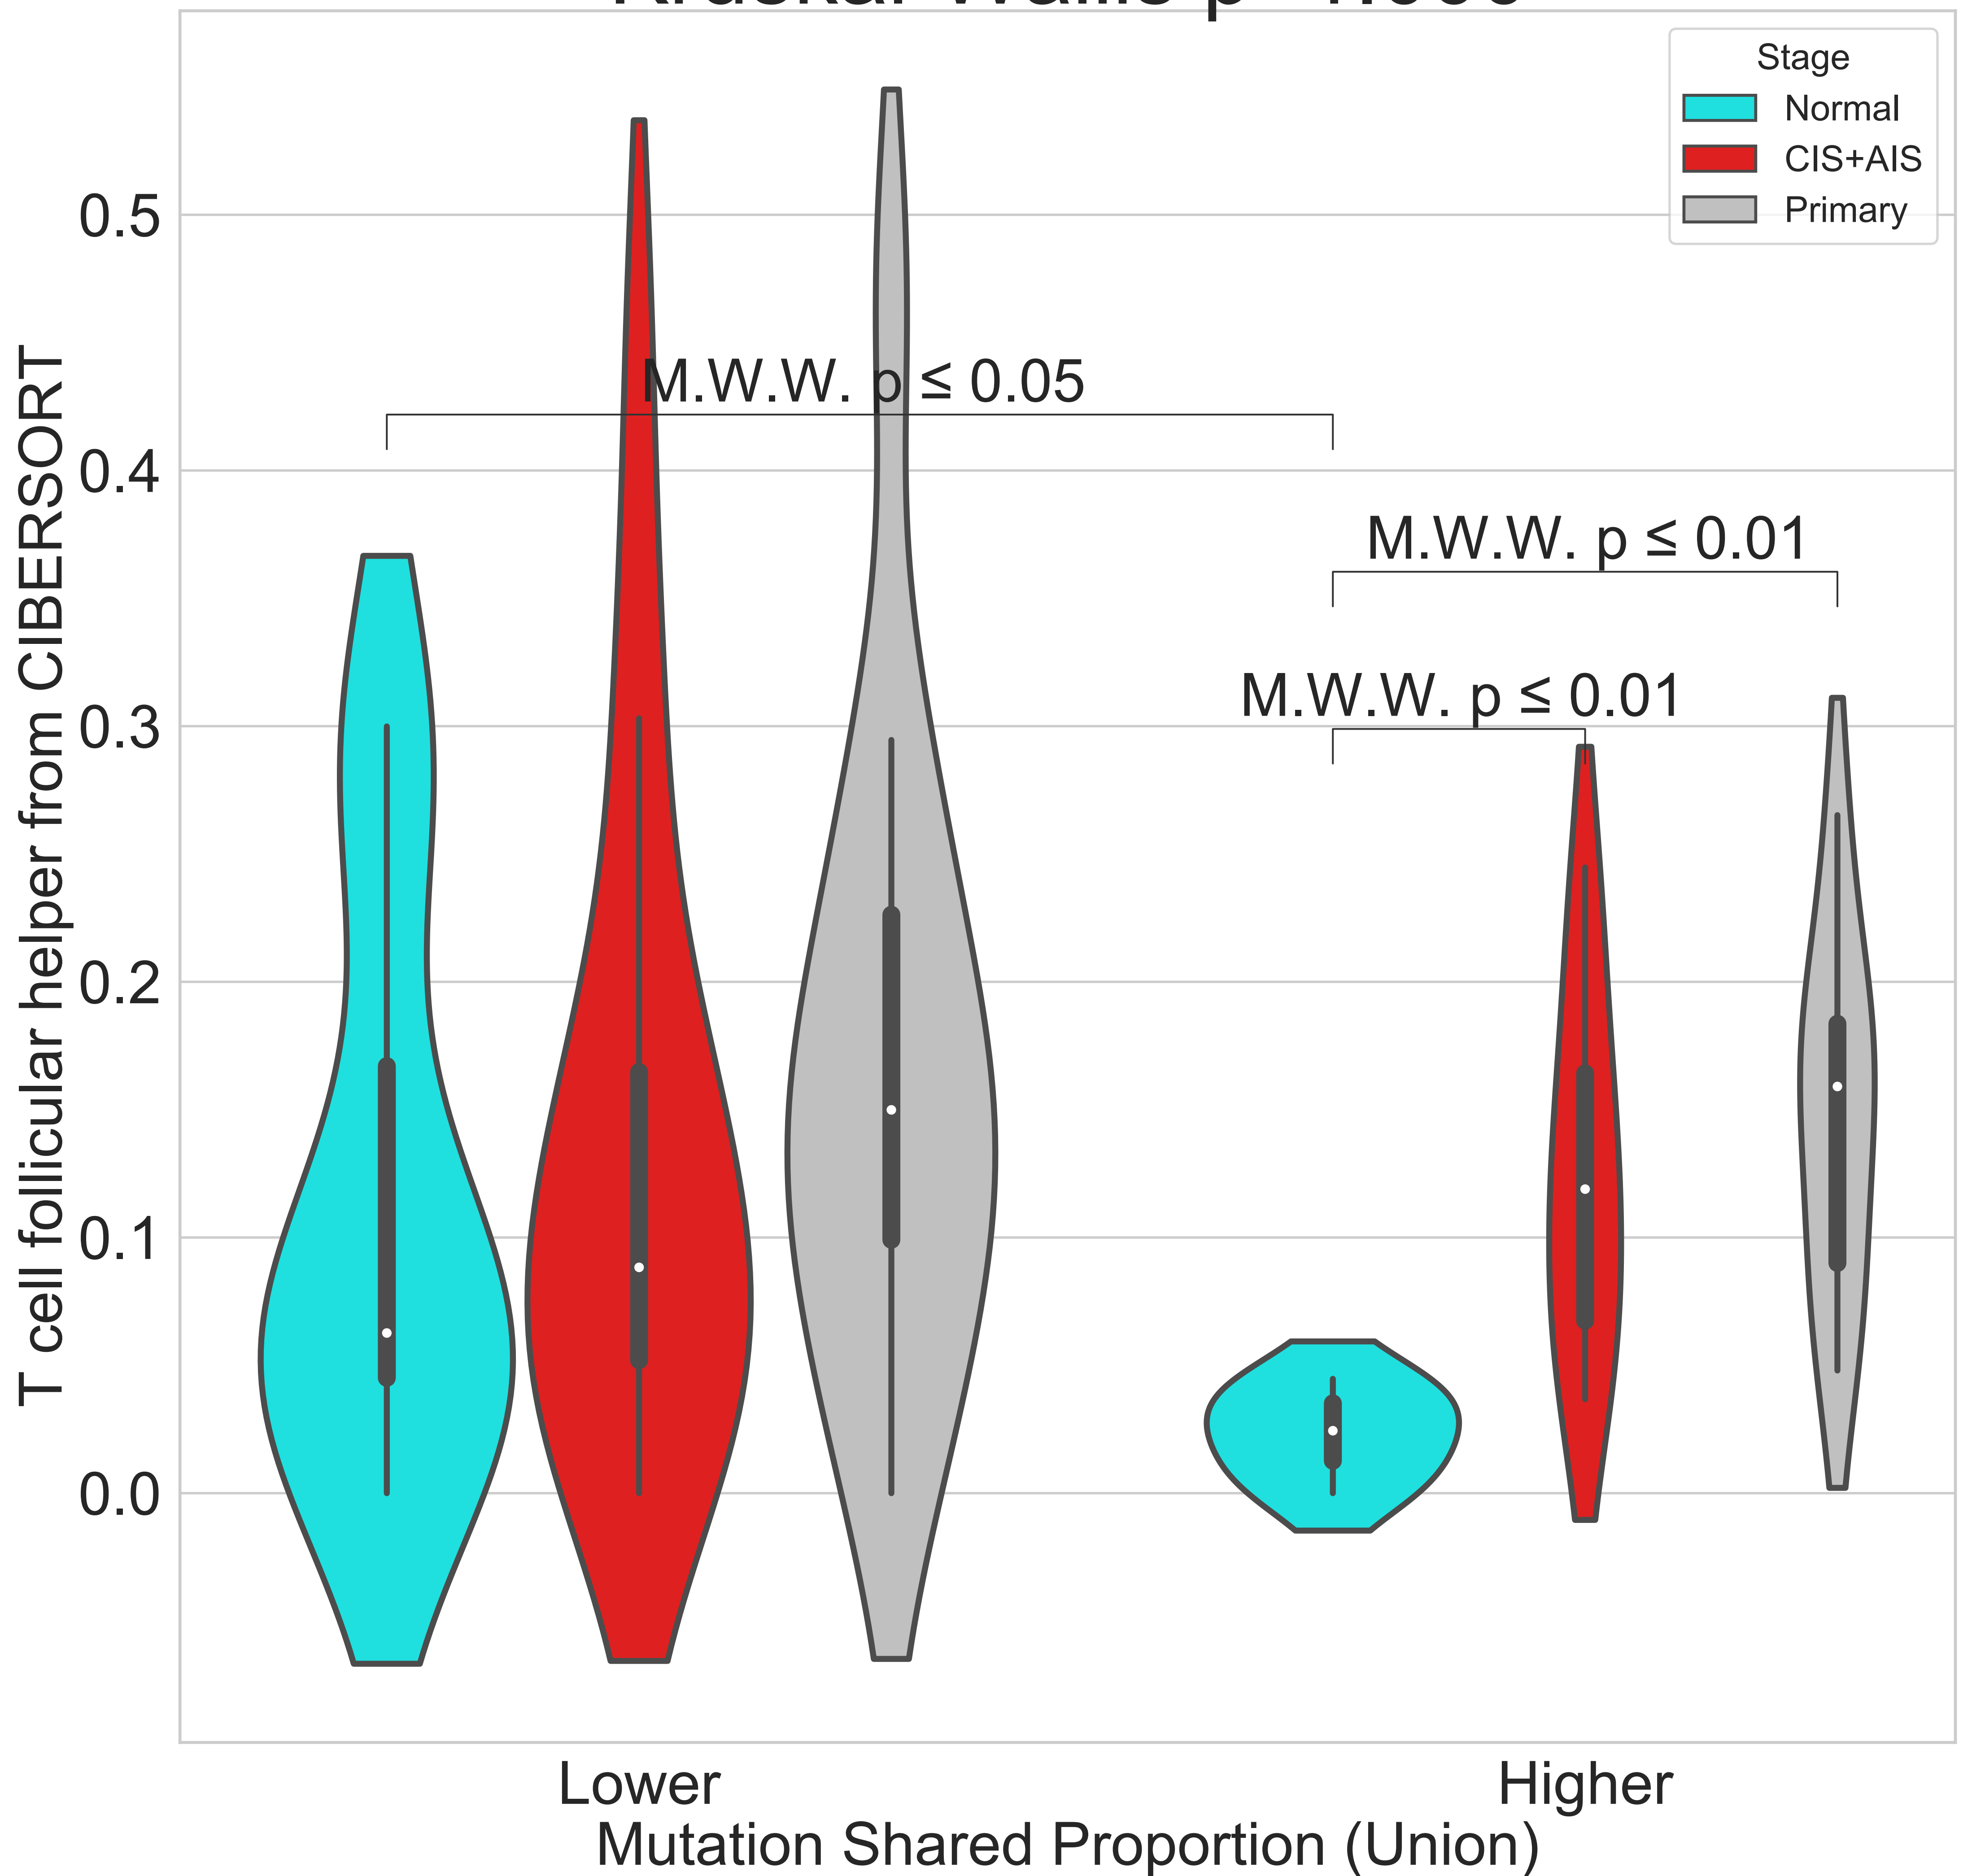 Stage
Normal
CIS+AIS
Primary
0.5
0.4
0.3
0.2
0.1
0.0
T cell follicular helper from CIBERSORT
M.W.W. p ≤ 0.05
M.W.W. p ≤ 0.01
M.W.W. p ≤ 0.01
Lower
Higher
Mutation Shared Proportion (Union)